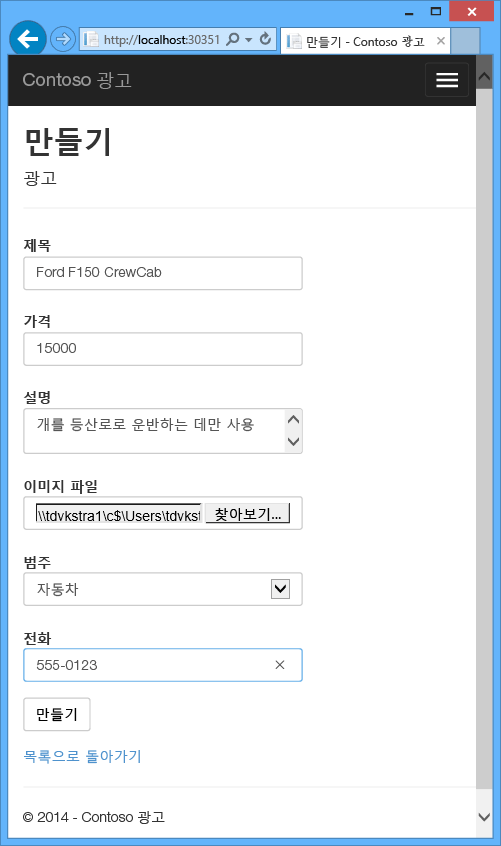 http://localhost:30351
만들기 - Contoso 광고
Contoso 광고
만들기
광고
제목
Ford F150 CrewCab
가격
15000
설명
개를 등산로로 운반하는 데만 사용
이미지 파일
\\tdvkstra1\c$\Users\tdvkst 찾아보기...
범주
자동차
전화
555-0123
만들기
목록으로 돌아가기
© 2014 - Contoso 광고